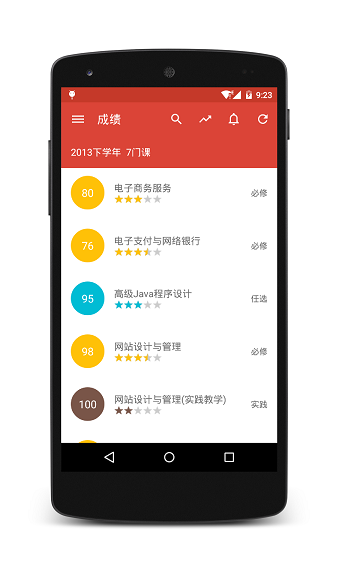 9:23
成绩
2013下学年 7门课
80 电子商务服务 必修
76 电子支付与网络银行 必修
95 高级Java程序设计 任选
98 网站设计与管理 必修
100 网站设计与管理(实践教学) 实践